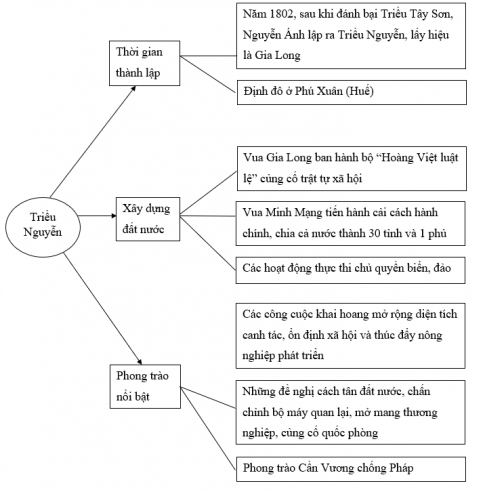 Triều
Nguyễn
Thời gian
thành lập
Năm 1802, sau khi đánh bại Triều Tây Sơn,
Nguyễn Ánh lập ra Triều Nguyễn, lấy hiệu
là Gia Long
Định đô ở Phú Xuân (Huế)
Xây dựng
đất nước
Vua Gia Long ban hành bộ “Hoàng Việt luật
lệ” củng cố trật tự xã hội
Vua Minh Mạng tiến hành cải cách hành
chính, chia cả nước thành 30 tỉnh và 1 phủ
Các hoạt động thực thi chủ quyền biển, đảo
Phong trào
nổi bật
Các công cuộc khai hoang mở rộng diện tích
canh tác, ổn định xã hội và thúc đẩy nông
nghiệp phát triển
Những đề nghị cách tân đất nước, chấn
chỉnh bộ máy quan lại, mở mang thương
nghiệp, củng cố quốc phòng
Phong trào Cần Vương chống Pháp